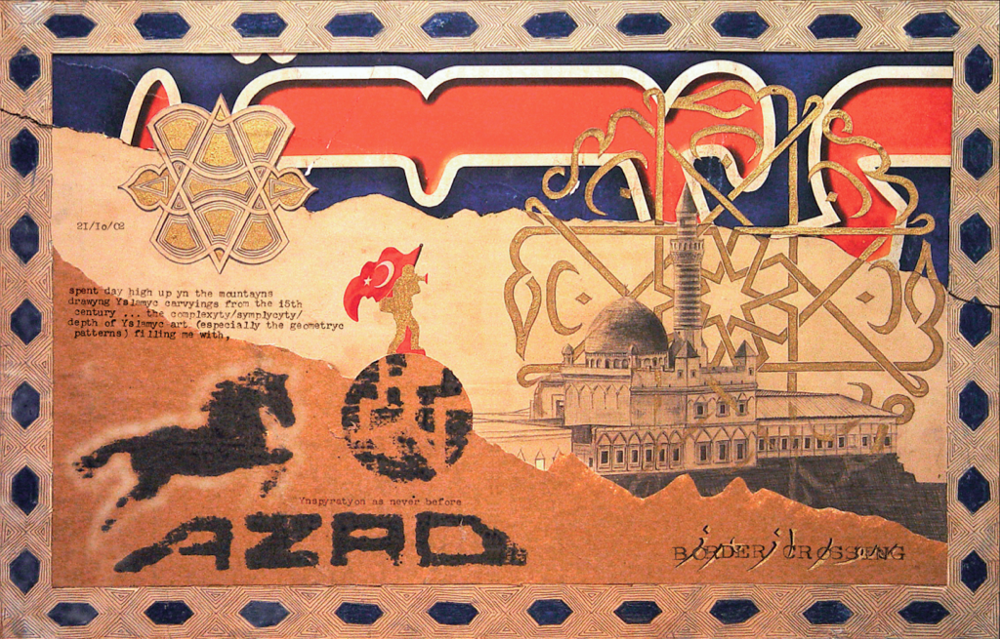 21/10/02
spent day high up yn the mountayns
drawyng Yslamyc carvyings from the 15th
century ... the complexyty/symplycyty/
depth of Yslamyc art (especially the geometryc
patterns) filling me with,
Ynspyratyon as never before
AZAD
BORDER CROSSING